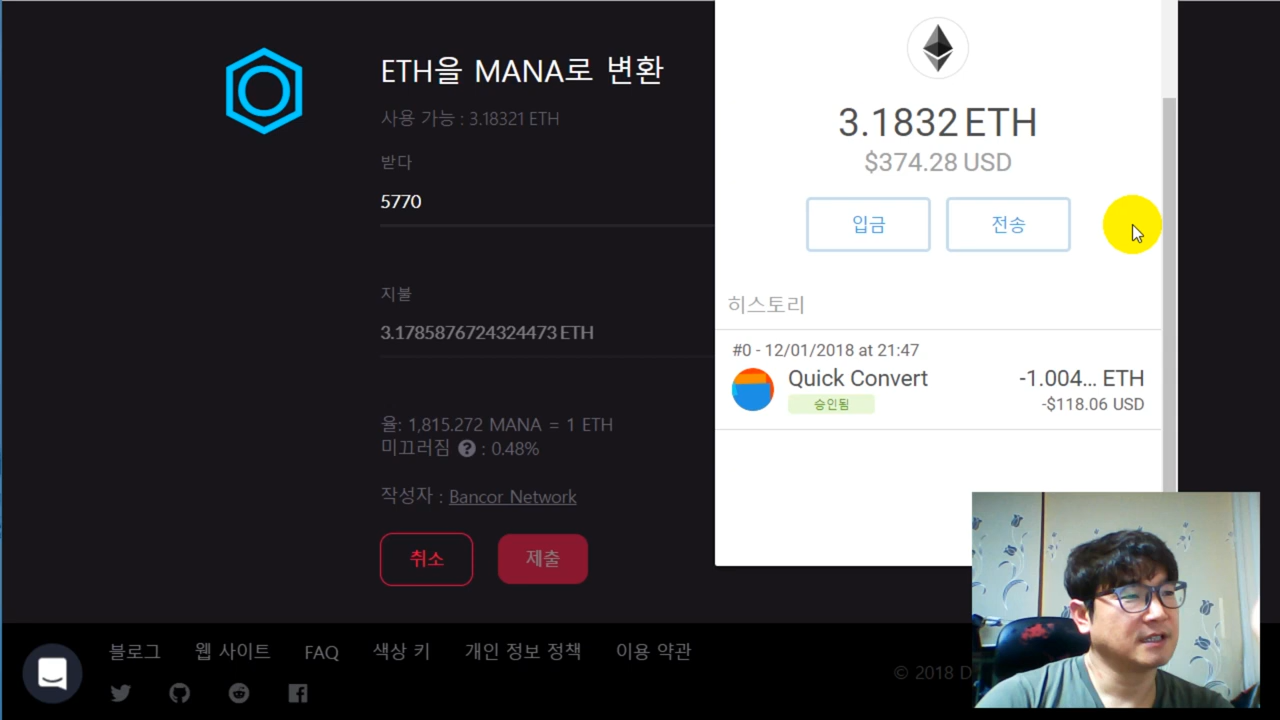 ETH을 MANA로 변환
사용 가능 : 3.18321 ETH
받다
5770
지불
3.1785876724324473 ETH
율: 1,815.272 MANA = 1 ETH
미끄러짐 ? : 0.48%
작성자 : Bancor Network
취소
제출
3.1832 ETH
$374.28 USD
입금
전송
히스토리
#0 - 12/01/2018 at 21:47
Quick Convert
-1.004... ETH
승인됨
-$118.06 USD
블로그
웹 사이트
FAQ
색상 키
개인 정보 정책
이용 약관
© 2018 D